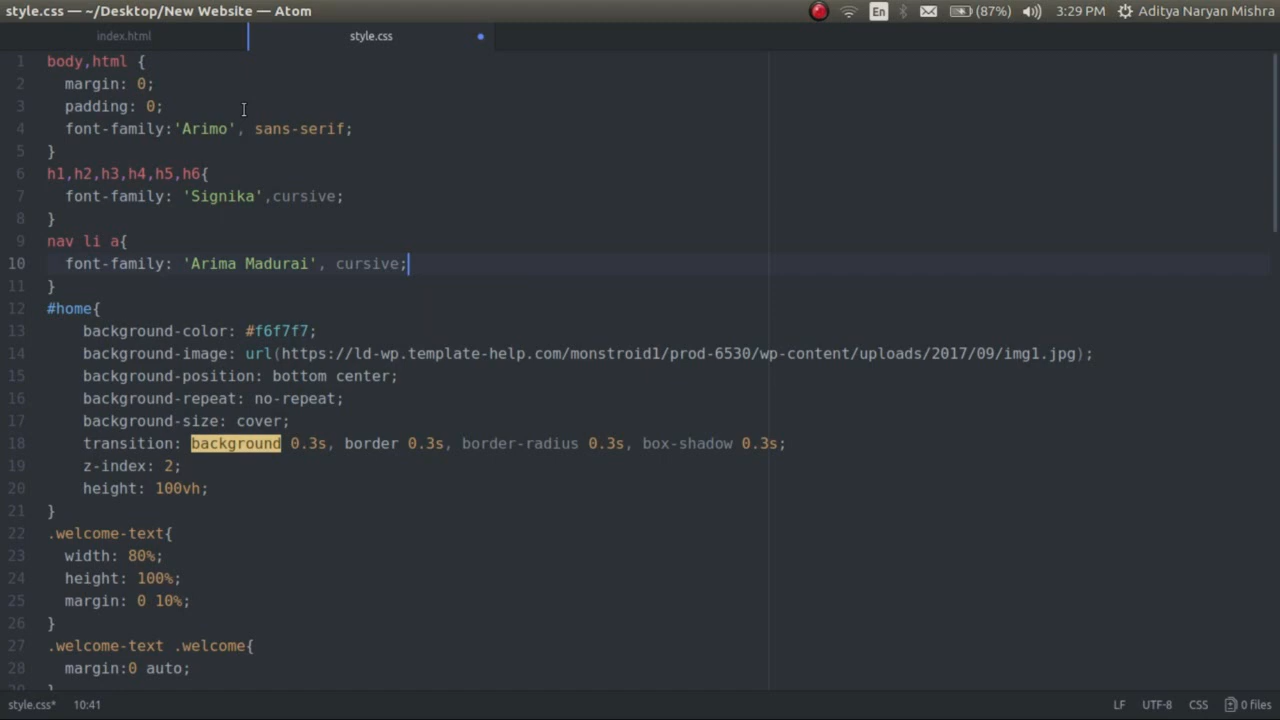 style.css — ~/Desktop/New Website — Atom
En
(87%)
3:29 PM
Aditya Naryan Mishra
index.html
style.css
1 body,html {
2 margin: 0;
3 padding: 0;
4 font-family:'Arimo', sans-serif;
5 }
6 h1,h2,h3,h4,h5,h6{
7 font-family: 'Signika',cursive;
8 }
9 nav li a{
10 font-family: 'Arima Madurai', cursive;
11 }
12 #home{
13 background-color: #f6f7f7;
14 background-image: url(https://ld-wp.template-help.com/monstroid1/prod-6530/wp-content/uploads/2017/09/img1.jpg);
15 background-position: bottom center;
16 background-repeat: no-repeat;
17 background-size: cover;
18 transition: background 0.3s, border 0.3s, border-radius 0.3s, box-shadow 0.3s;
19 z-index: 2;
20 height: 100vh;
21 }
22 .welcome-text{
23 width: 80%;
24 height: 100%;
25 margin: 0 10%;
26 }
27 .welcome-text .welcome{
28 margin:0 auto;
29 }
style.css* 10:41
LF UTF-8 CSS 0 files